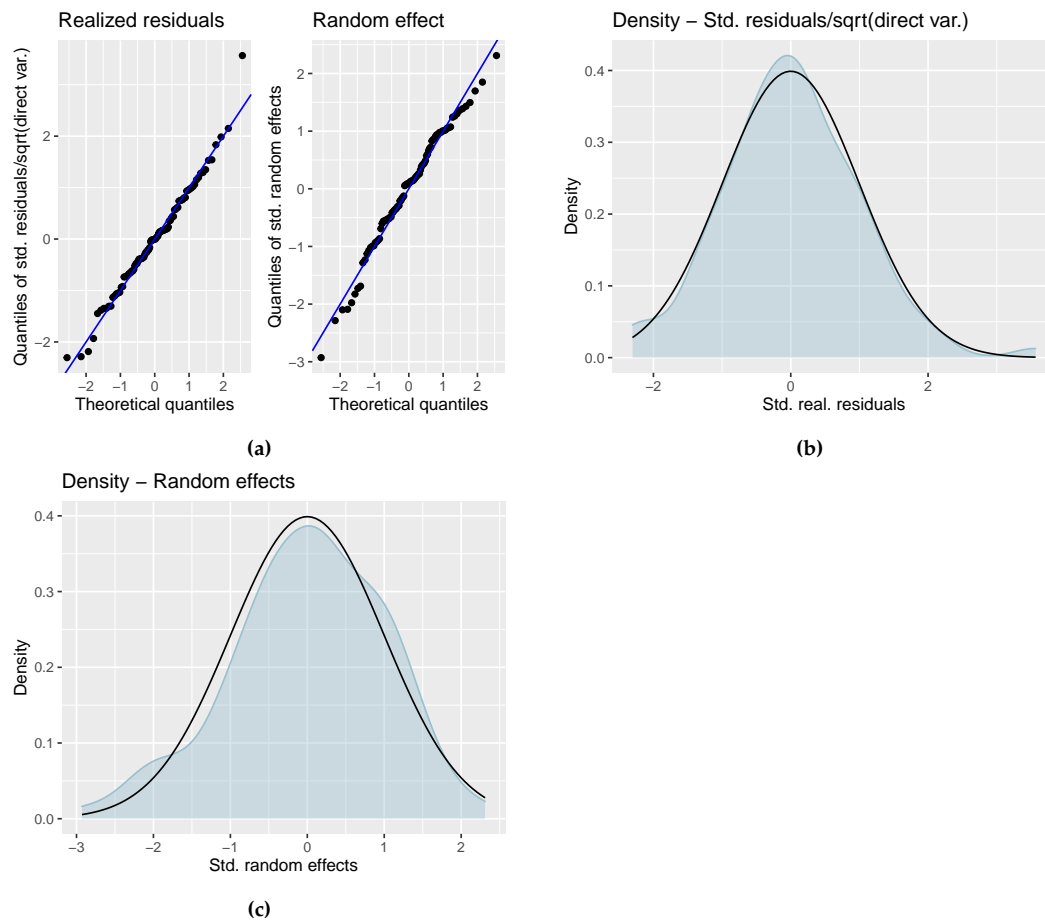 Realized residuals
Random effect
Quantiles of std. residuals/sqrt(direct var.)
2
0
−2
−2 −1 0 1 2
Theoretical quantiles
Quantiles of std. random effects
2
1
0
−1
−2
−3
−2 −1 0 1 2
Theoretical quantiles
(a)
Density − Std. residuals/sqrt(direct var.)
Density
0.4
0.3
0.2
0.1
0.0
−2 0 2
Std. real. residuals
(b)
Density − Random effects
Density
0.4
0.3
0.2
0.1
0.0
−3 −2 −1 0 1 2
Std. random effects
(c)